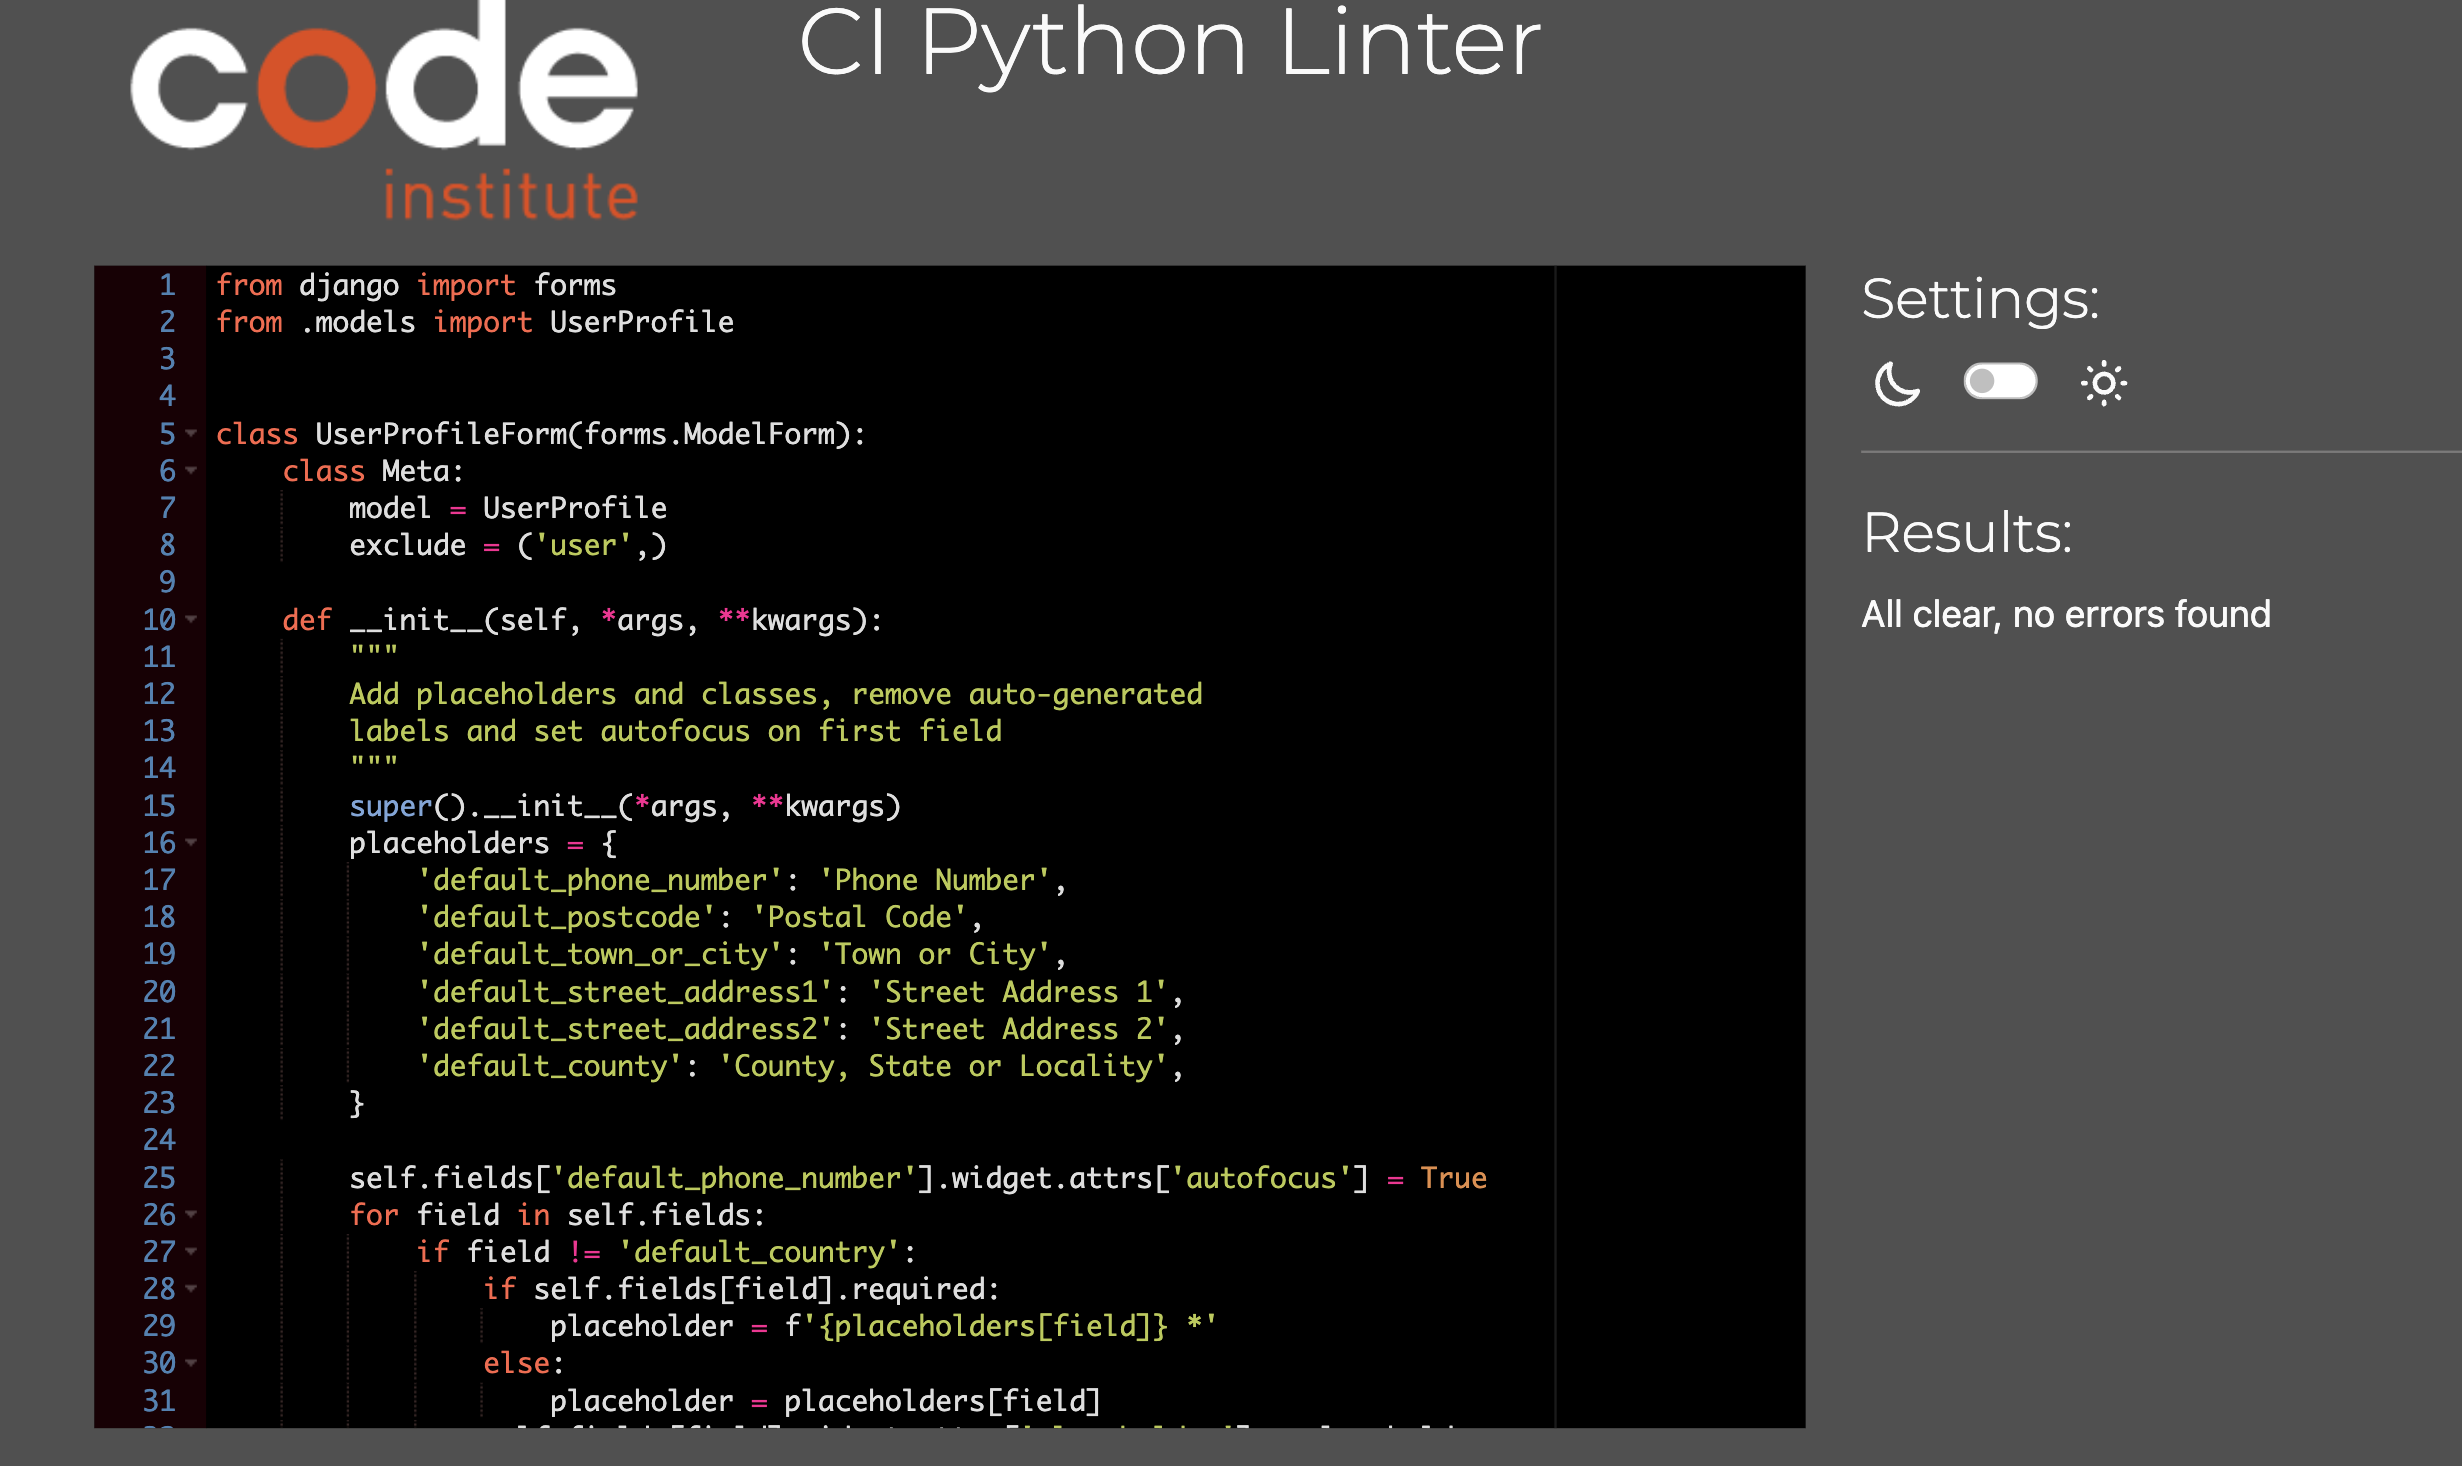 code
institute
CI Python Linter
1 from django import forms
2 from .models import UserProfile
3
4
5 class UserProfileForm(forms.ModelForm):
6     class Meta:
7         model = UserProfile
8         exclude = ('user',)
9
10     def __init__(self, *args, **kwargs):
11         """
12         Add placeholders and classes, remove auto-generated
13         labels and set autofocus on first field
14         """
15         super().__init__(*args, **kwargs)
16         placeholders = {
17             'default_phone_number': 'Phone Number',
18             'default_postcode': 'Postal Code',
19             'default_town_or_city': 'Town or City',
20             'default_street_address1': 'Street Address 1',
21             'default_street_address2': 'Street Address 2',
22             'default_county': 'County, State or Locality',
23         }
24
25         self.fields['default_phone_number'].widget.attrs['autofocus'] = True
26         for field in self.fields:
27             if field != 'default_country':
28                 if self.fields[field].required:
29                     placeholder = f'{placeholders[field]} *'
30                 else:
31                     placeholder = placeholders[field]
Settings:
Results:
All clear, no errors found